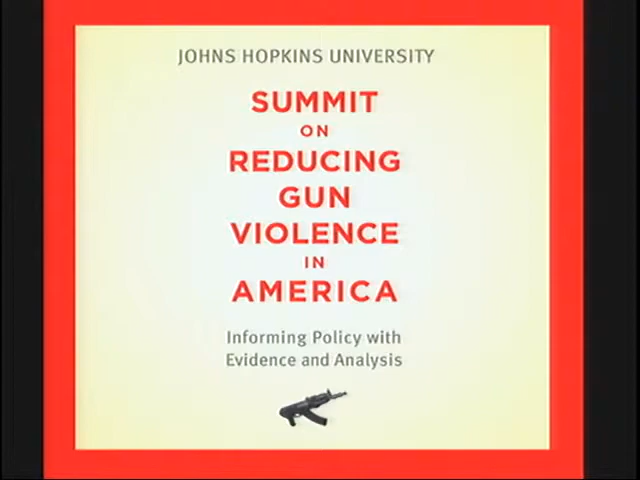 JOHNS HOPKINS UNIVERSITY
SUMMIT
ON
REDUCING
GUN
VIOLENCE
IN
AMERICA
Informing Policy with
Evidence and Analysis